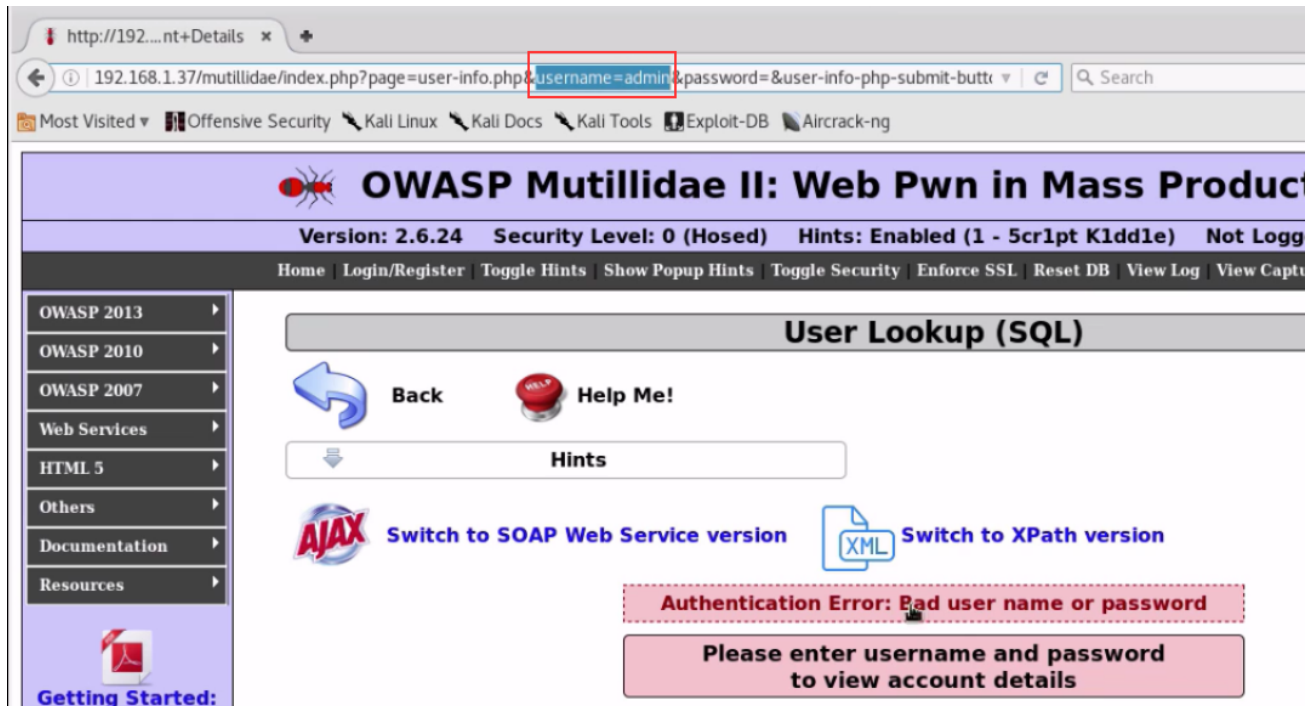 http://192....nt+Details
192.168.1.37/mutillidae/index.php?page=user-info.php&username=admin&password=&user-info-php-submit-butto
Search
Most Visited Offensive Security Kali Linux Kali Docs Kali Tools Exploit-DB Aircrack-ng
OWASP Mutillidae II: Web Pwn in Mass Product
Version: 2.6.24 Security Level: 0 (Hosed) Hints: Enabled (1 - 5cr1pt K1dd1e) Not Logg
Home | Login/Register | Toggle Hints | Show Popup Hints | Toggle Security | Enforce SSL | Reset DB | View Log | View Captu
OWASP 2013
OWASP 2010
OWASP 2007
Web Services
HTML 5
Others
Documentation
Resources
Getting Started:
User Lookup (SQL)
Back
HELP
Help Me!
Hints
AJAX
Switch to SOAP Web Service version
XML
Switch to XPath version
Authentication Error: Bad user name or password
Please enter username and password
to view account details